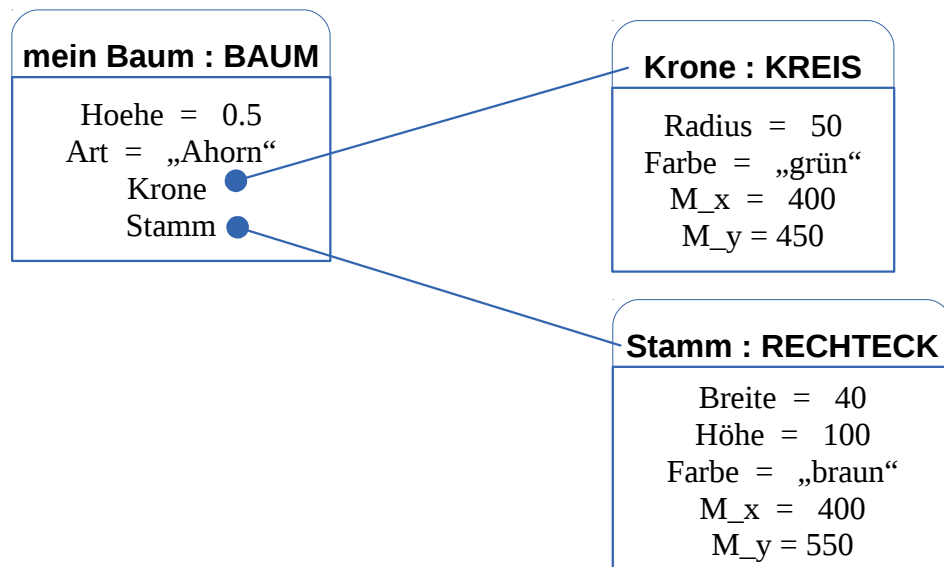 mein Baum : BAUM
Hoehe = 0.5
Art = „Ahorn“
Krone
Stamm
Krone : KREIS
Radius = 50
Farbe = „grün“
M_x = 400
M_y = 450
Stamm : RECHTECK
Breite = 40
Höhe = 100
Farbe = „braun“
M_x = 400
M_y = 550